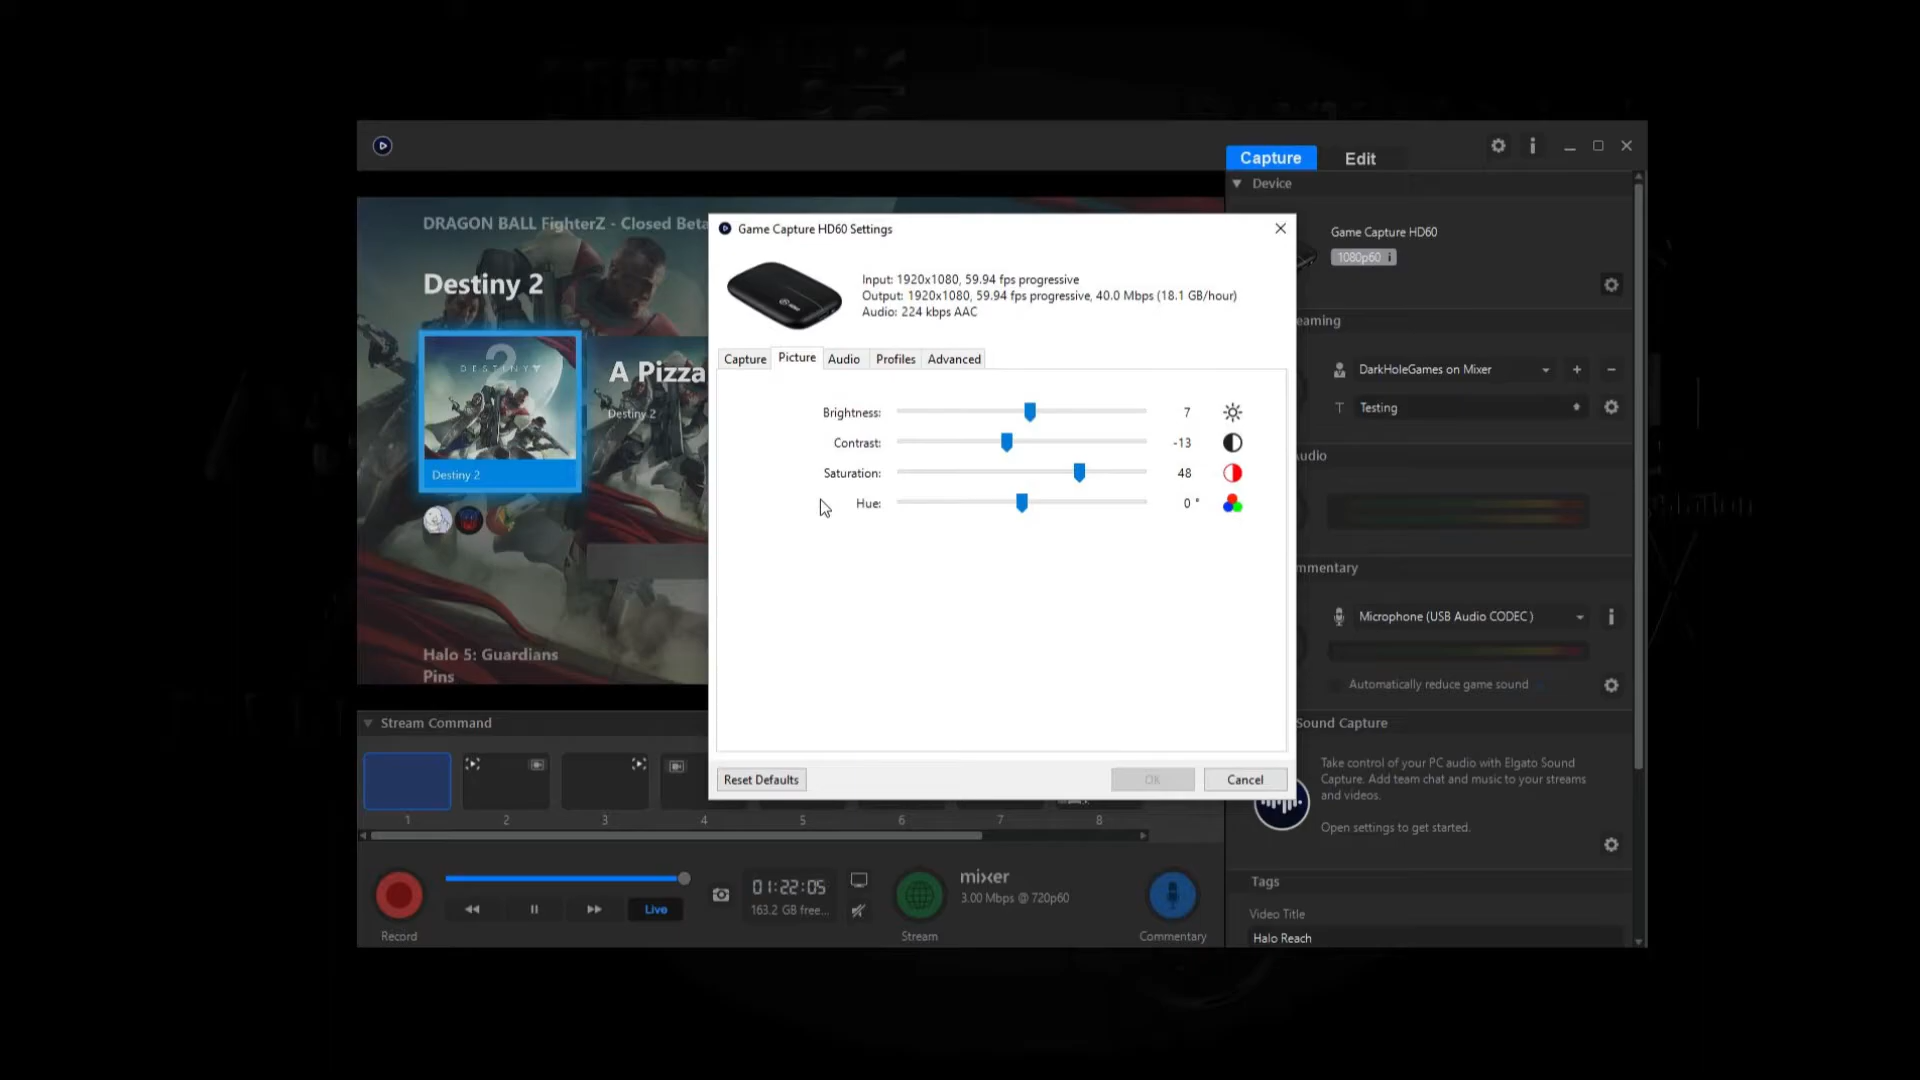 Capture
Edit
Device
DRAGON BALL FighterZ - Closed Beta
Game Capture HD60 Settings
Game Capture HD60
1080p60 i
Destiny 2
Input: 1920x1080, 59.94 fps progressive
Output: 1920x1080, 59.94 fps progressive, 40.0 Mbps (18.1 GB/hour)
Audio: 224 kbps AAC
eaming
2
DESTINY
A Pizza
Capture
Picture
Audio
Profiles
Advanced
DarkHoleGames on Mixer
Destiny 2
Brightness:
7
T Testing
Contrast:
-13
udio
Destiny 2
Saturation:
48
Hue:
0 °
mmentary
Microphone (USB Audio CODEC )
Halo 5: Guardians
Pins
Automatically reduce game sound
Stream Command
Sound Capture
Take control of your PC audio with Elgato Sound
Capture. Add team chat and music to your streams
and videos.
Open settings to get started.
Reset Defaults
OK
Cancel
1
2
3
4
5
6
7
8
Record
Live
01:22:05
163.2 GB free...
Stream
mixer
3.00 Mbps @ 720p60
Commentary
Tags
Video Title
Halo Reach